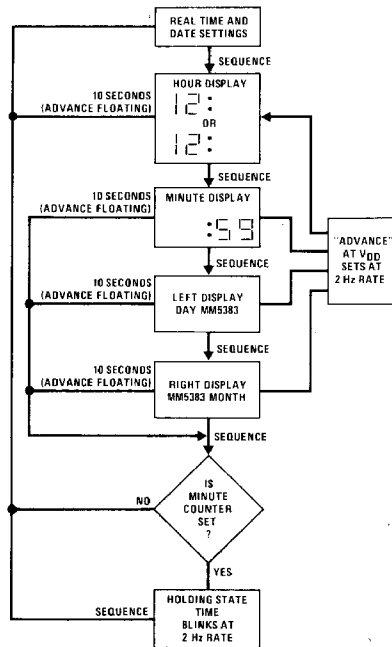 REAL TIME AND
DATE SETTINGS
SEQUENCE
10 SECONDS
(ADVANCE FLOATING)
HOUR DISPLAY
12:
OR
12:
SEQUENCE
10 SECONDS
(ADVANCE FLOATING)
MINUTE DISPLAY
:59
"ADVANCE"
AT VDD
SETS AT
2 Hz RATE
SEQUENCE
10 SECONDS
(ADVANCE FLOATING)
LEFT DISPLAY
DAY MM5383
SEQUENCE
10 SECONDS
(ADVANCE FLOATING)
RIGHT DISPLAY
MM5383 MONTH
SEQUENCE
IS
MINUTE
COUNTER
SET
?
NO
YES
SEQUENCE
HOLDING STATE
TIME
BLINKS AT
2 Hz RATE